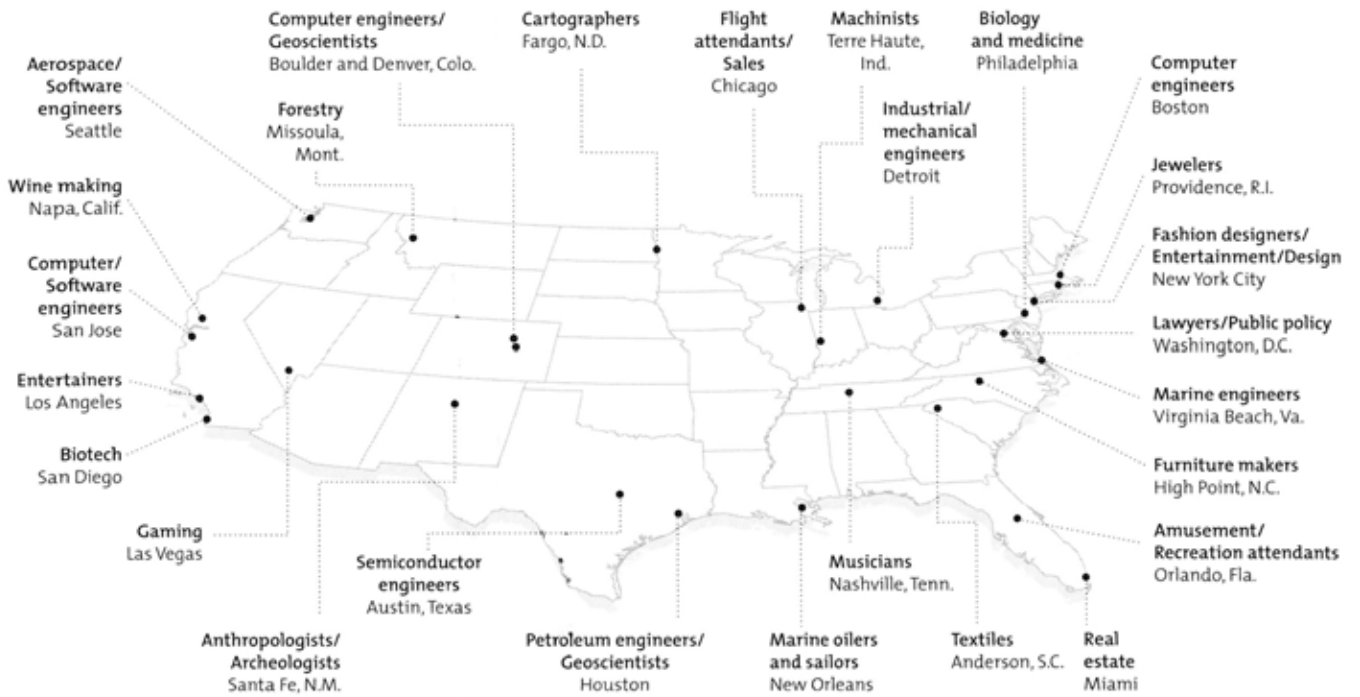 Computer engineers/
Geoscientists
Boulder and Denver, Colo.
Cartographers
Fargo, N.D.
Flight
attendants/
Sales
Chicago
Machinists
Terre Haute,
Ind.
Biology
and medicine
Philadelphia
Aerospace/
Software
engineers
Seattle
Forestry
Missoula,
Mont.
Industrial/
mechanical
engineers
Detroit
Computer
engineers
Boston
Wine making
Napa, Calif.
Jewelers
Providence, R.I.
Computer/
Software
engineers
San Jose
Fashion designers/
Entertainment/Design
New York City
Lawyers/Public policy
Washington, D.C.
Entertainers
Los Angeles
Marine engineers
Virginia Beach, Va.
Biotech
San Diego
Furniture makers
High Point, N.C.
Gaming
Las Vegas
Semiconductor
engineers
Austin, Texas
Musicians
Nashville, Tenn.
Amusement/
Recreation attendants
Orlando, Fla.
Anthropologists/
Archeologists
Santa Fe, N.M.
Petroleum engineers/
Geoscientists
Houston
Marine oilers
and sailors
New Orleans
Textiles
Anderson, S.C.
Real
estate
Miami